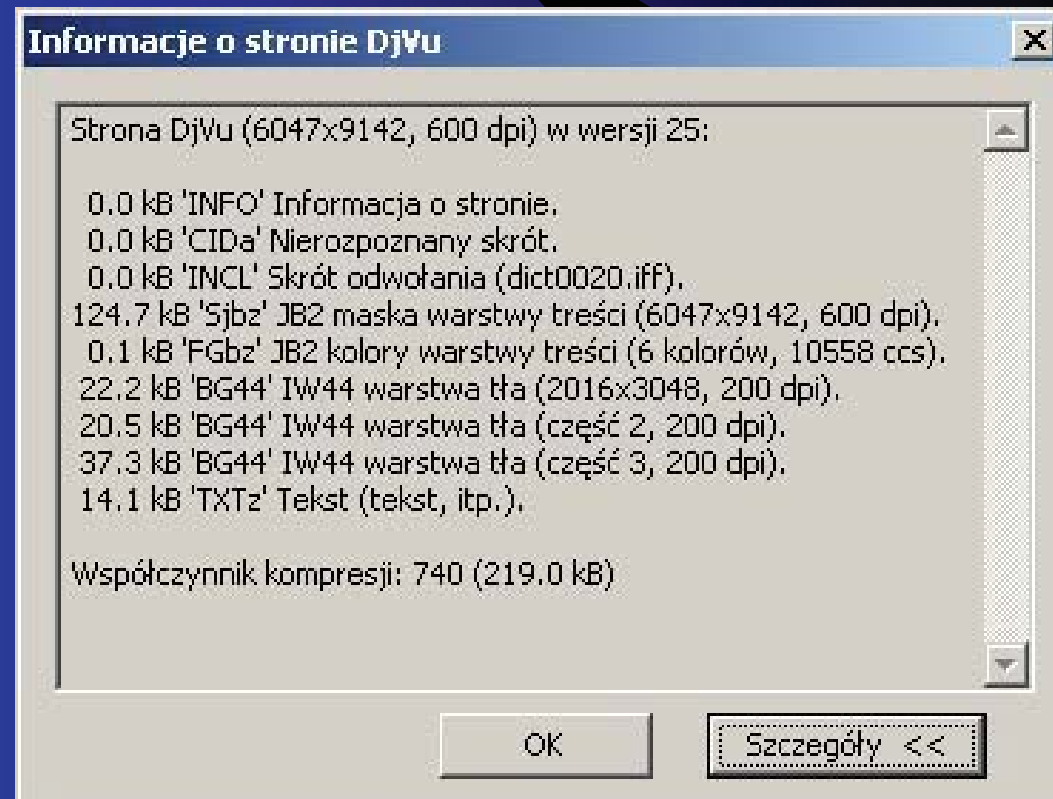 Informacje o stronie DjVu
Strona DjVu (6047x9142, 600 dpi) w wersji 25:
0.0 kB 'INFO' Informacja o stronie.
0.0 kB 'CIDa' Nierozpoznany skrót.
0.0 kB 'INCL' Skrót odwołania (dict0020.iff).
124.7 kB 'Sjbz' JB2 maska warstwy treści (6047x9142, 600 dpi).
0.1 kB 'FGbz' JB2 kolory warstwy treści (6 kolorów, 10558 ccs).
22.2 kB 'BG44' IW44 warstwa tła (2016x3048, 200 dpi).
20.5 kB 'BG44' IW44 warstwa tła (część 2, 200 dpi).
37.3 kB 'BG44' IW44 warstwa tła (część 3, 200 dpi).
14.1 kB 'TXTz' Tekst (tekst, itp.).
Współczynnik kompresji: 740 (219.0 kB)
OK Szczegóły <<